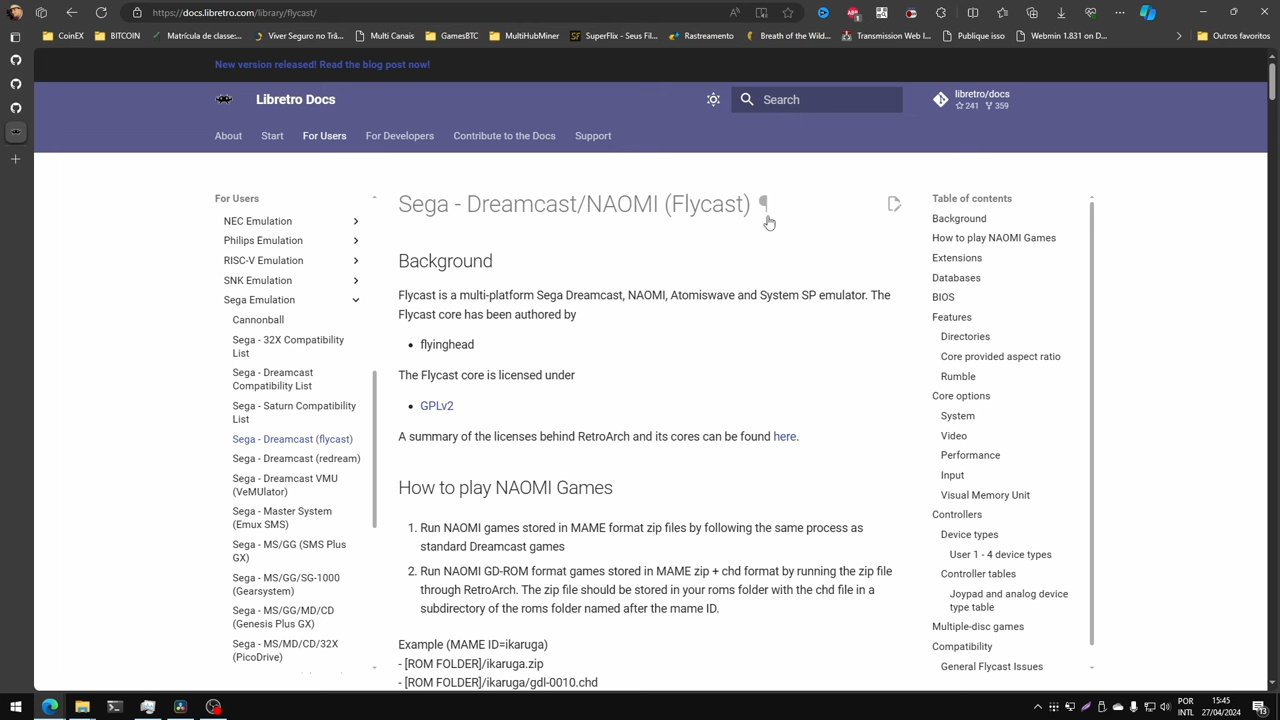 CoinEX
BITCOIN
Matrícula de classe:...
Viver Seguro no Trâ...
Multi Canais
GamesBTC
MultiHubMiner
SF
SuperFlix - Seus Fil...
Rastreamento
Breath of the Wild...
Transmission Web I...
Publique isso
Webmin 1.831 on D...
Outros favoritos
New version released! Read the blog post now!
Libretro Docs
Search
libretro/docs
241 359
About
Start
For Users
For Developers
Contribute to the Docs
Support
For Users
NEC Emulation
Philips Emulation
RISC-V Emulation
SNK Emulation
Sega Emulation
Cannonball
Sega - 32X Compatibility
List
Sega - Dreamcast
Compatibility List
Sega - Saturn Compatibility
List
Sega - Dreamcast (flycast)
Sega - Dreamcast (redream)
Sega - Dreamcast VMU
(VeMUlator)
Sega - Master System
(Emux SMS)
Sega - MS/GG (SMS Plus
GX)
Sega - MS/GG/SG-1000
(Gearsystem)
Sega - MS/GG/MD/CD
(Genesis Plus GX)
Sega - MS/MD/CD/32X
(PicoDrive)
Sega - Dreamcast/NAOMI (Flycast) ¶
Background
Flycast is a multi-platform Sega Dreamcast, NAOMI, Atomiswave and System SP emulator. The
Flycast core has been authored by
• flyinghead
The Flycast core is licensed under
• GPLv2
A summary of the licenses behind RetroArch and its cores can be found here.
How to play NAOMI Games
1. Run NAOMI games stored in MAME format zip files by following the same process as
standard Dreamcast games
2. Run NAOMI GD-ROM format games stored in MAME zip + chd format by running the zip file
through RetroArch. The zip file should be stored in your roms folder with the chd file in a
subdirectory of the roms folder named after the mame ID.
Example (MAME ID=ikaruga)
- [ROM FOLDER]/ikaruga.zip
- [ROM FOLDER]/ikaruga/gdl-0010.chd
Table of contents
Background
How to play NAOMI Games
Extensions
Databases
BIOS
Features
Directories
Core provided aspect ratio
Rumble
Core options
System
Video
Performance
Input
Visual Memory Unit
Controllers
Device types
User 1 - 4 device types
Controller tables
Joypad and analog device
type table
Multiple-disc games
Compatibility
General Flycast Issues
POR
INTL
15:45
27/04/2024
13